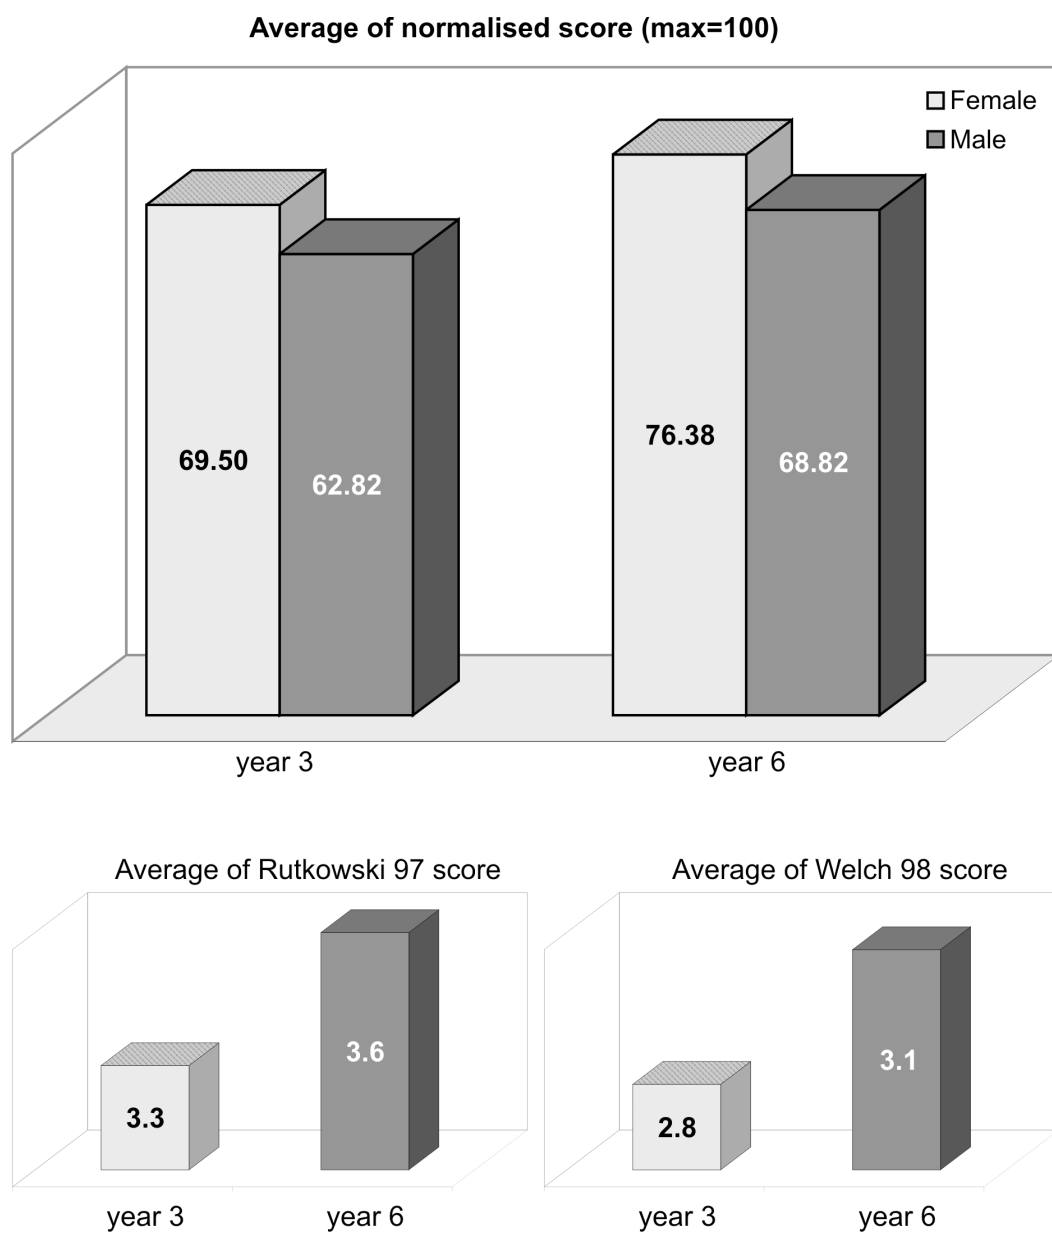 Average of normalised score (max=100)
Female
Male
69.50
62.82
76.38
68.82
year 3
year 6
Average of Rutkowski 97 score
3.3
3.6
year 3
year 6
Average of Welch 98 score
2.8
3.1
year 3
year 6